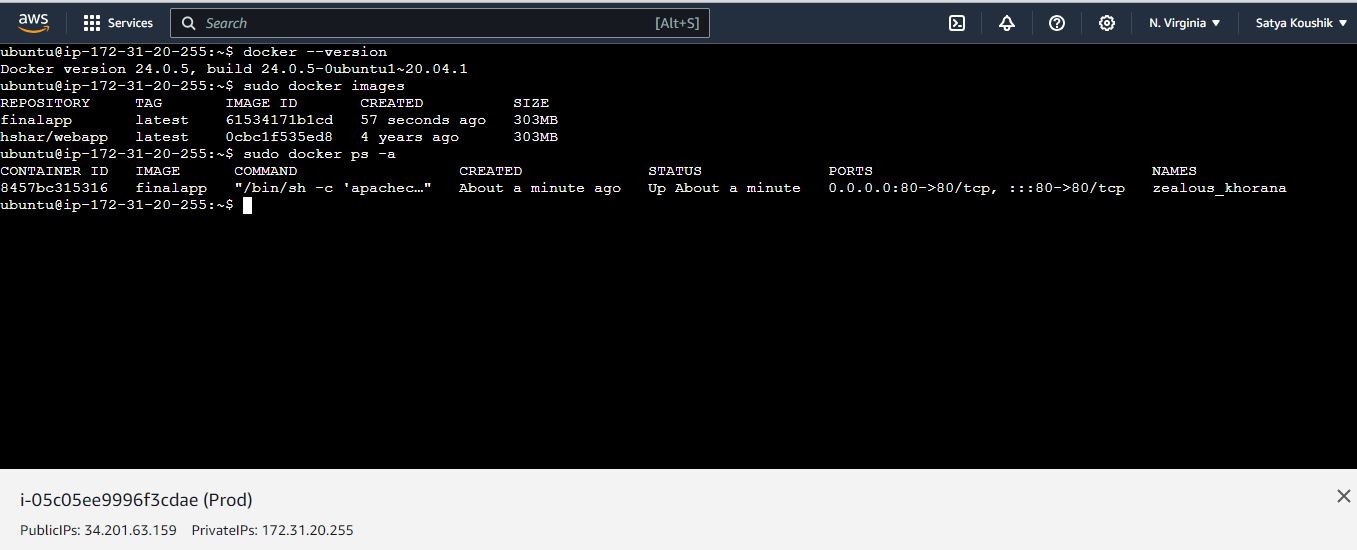 aws Services Search [Alt+S] N. Virginia Satya Koushik
ubuntu@ip-172-31-20-255:~$ docker --version
Docker version 24.0.5, build 24.0.5-0ubuntu1~20.04.1
ubuntu@ip-172-31-20-255:~$ sudo docker images
REPOSITORY TAG IMAGE ID CREATED SIZE
finalapp latest 61534171b1cd 57 seconds ago 303MB
hshar/webapp latest 0cbc1f535ed8 4 years ago 303MB
ubuntu@ip-172-31-20-255:~$ sudo docker ps -a
CONTAINER ID IMAGE COMMAND CREATED STATUS PORTS NAMES
8457bc315316 finalapp "/bin/sh -c 'apachec…" About a minute ago Up About a minute 0.0.0.0:80->80/tcp, :::80->80/tcp zealous_khorana
ubuntu@ip-172-31-20-255:~$
i-05c05ee9996f3cdae (Prod)
PublicIPs: 34.201.63.159 PrivateIPs: 172.31.20.255